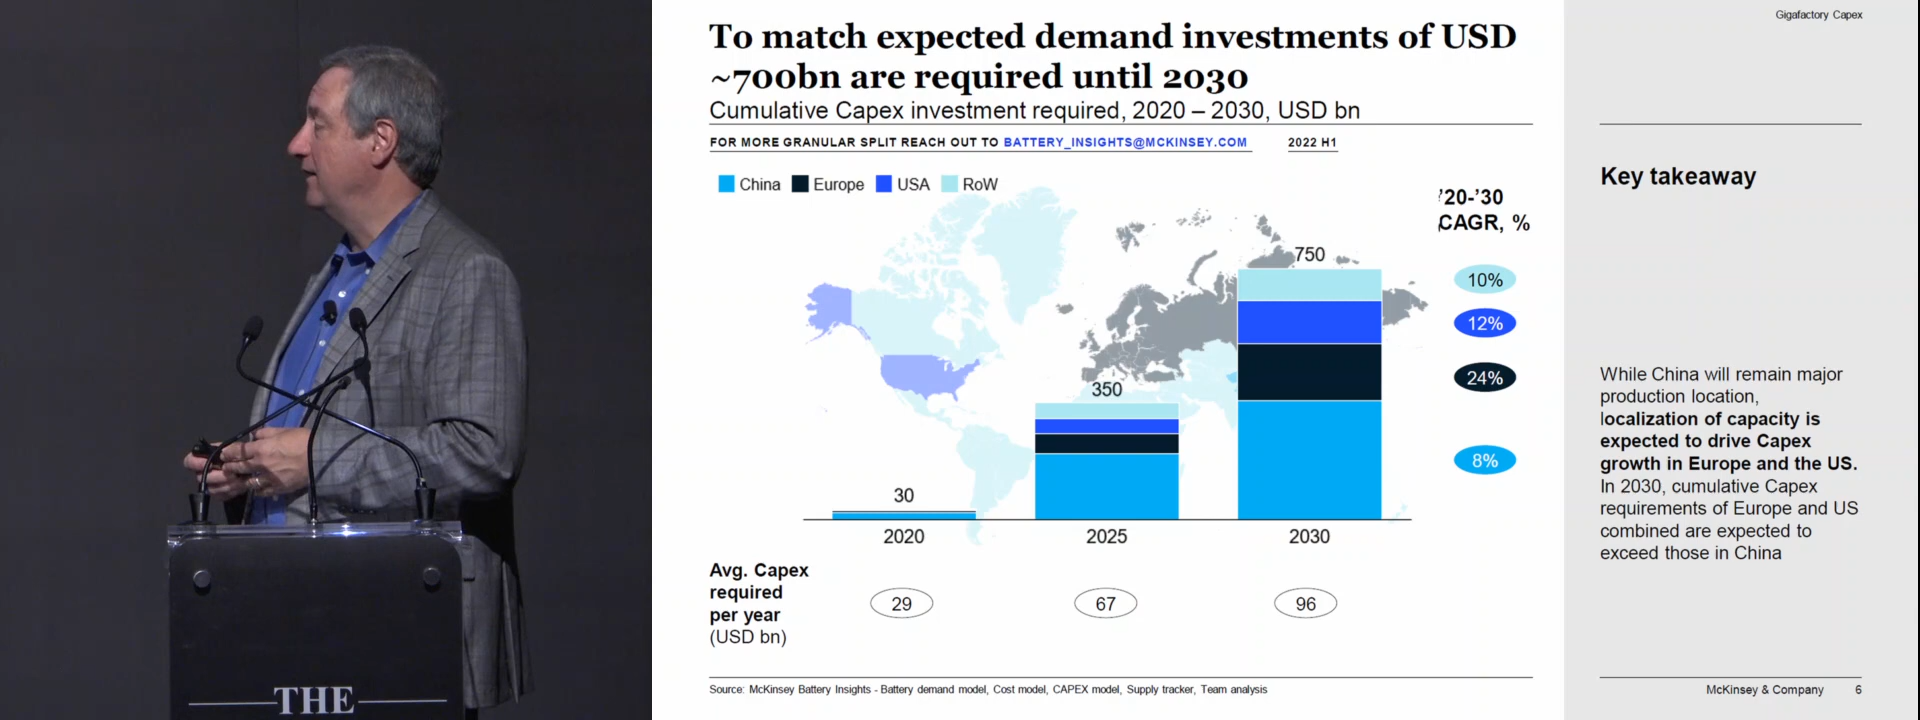 THE
Gigafactory Capex
To match expected demand investments of USD
~700bn are required until 2030
Cumulative Capex investment required, 2020 – 2030, USD bn
FOR MORE GRANULAR SPLIT REACH OUT TO BATTERY_INSIGHTS@MCKINSEY.COM 2022 H1
China Europe USA RoW
'20-'30
CAGR, %
750
10%
12%
24%
8%
350
30
2020 2025 2030
Avg. Capex
required
per year
(USD bn)
29 67 96
Source: McKinsey Battery Insights - Battery demand model, Cost model, CAPEX model, Supply tracker, Team analysis
Key takeaway
While China will remain major
production location,
localization of capacity is
expected to drive Capex
growth in Europe and the US.
In 2030, cumulative Capex
requirements of Europe and US
combined are expected to
exceed those in China
McKinsey & Company 6